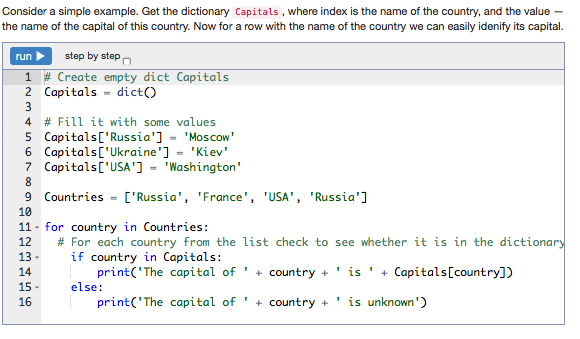 Consider a simple example. Get the dictionary Capitals , where index is the name of the country, and the value —
the name of the capital of this country. Now for a row with the name of the country we can easily idenify its capital.
run step by step
1 # Create empty dict Capitals
2 Capitals = dict()
3
4 # Fill it with some values
5 Capitals['Russia'] = 'Moscow'
6 Capitals['Ukraine'] = 'Kiev'
7 Capitals['USA'] = 'Washington'
8
9 Countries = ['Russia', 'France', 'USA', 'Russia']
10
11 for country in Countries:
12 # For each country from the list check to see whether it is in the dictionary
13 if country in Capitals:
14 print('The capital of ' + country + ' is ' + Capitals[country])
15 else:
16 print('The capital of ' + country + ' is unknown')